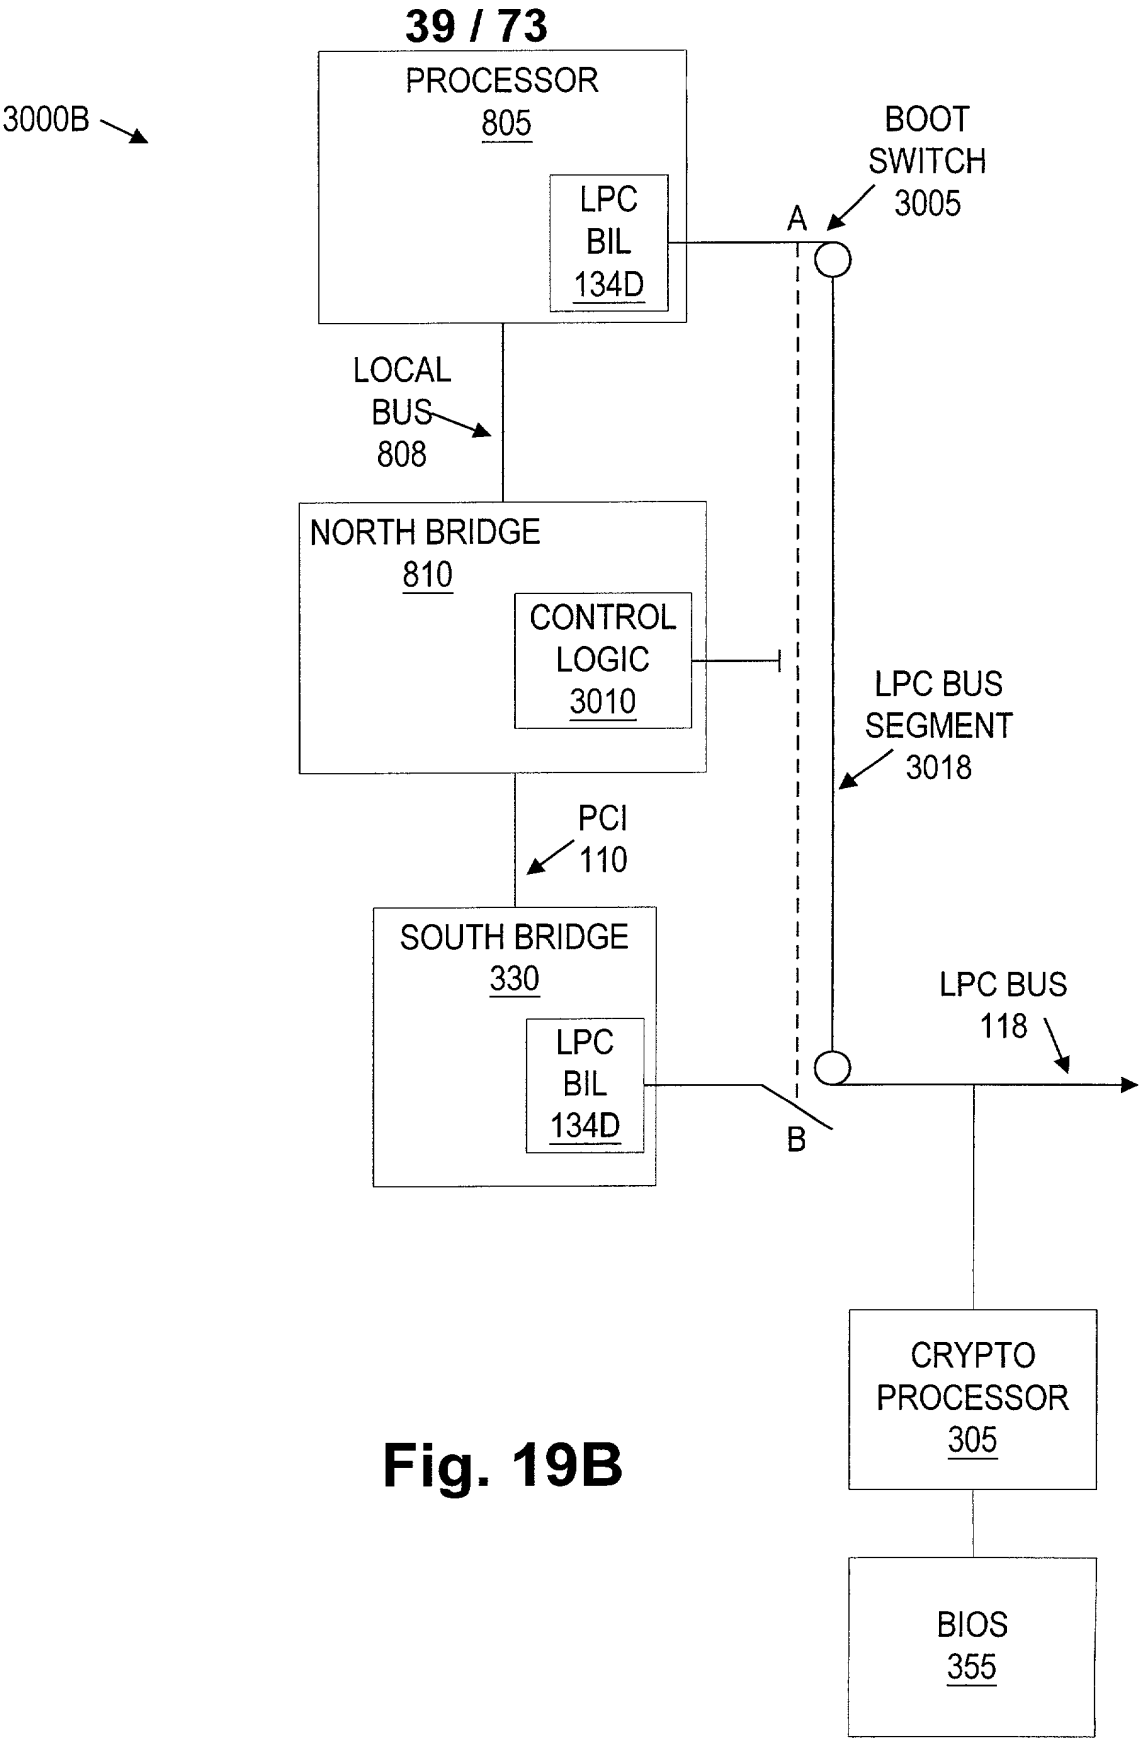 39 / 73
3000B
PROCESSOR
805
LPC
BIL
134D
BOOT
SWITCH
3005
A
LOCAL
BUS
808
NORTH BRIDGE
810
CONTROL
LOGIC
3010
LPC BUS
SEGMENT
3018
PCI
110
SOUTH BRIDGE
330
LPC
BIL
134D
B
LPC BUS
118
CRYPTO
PROCESSOR
305
BIOS
355
Fig. 19B